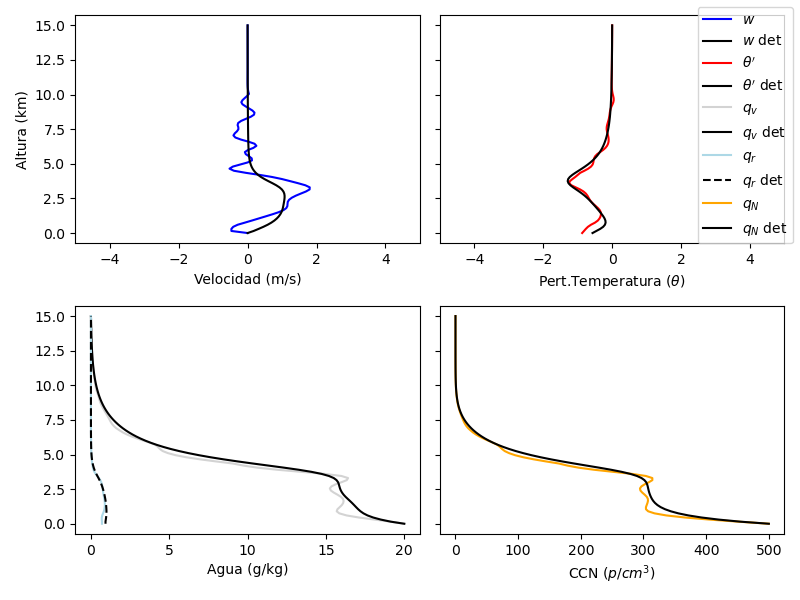 15.0
12.5
10.0
7.5
5.0
2.5
0.0
Altura (km)
−4 −2 0 2 4
Velocidad (m/s)
−4 −2 0 2 4
Pert.Temperatura (θ)
w
w det
θ′
θ′ det
q_v
q_v det
q_r
q_r det
q_N
q_N det
15.0
12.5
10.0
7.5
5.0
2.5
0.0
0 5 10 15 20
Agua (g/kg)
0 100 200 300 400 500
CCN (p/cm³)